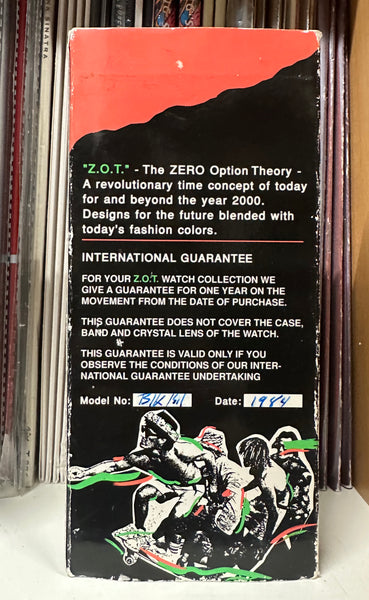 SINATRA
"Z.O.T." - The ZERO Option Theory -
A revolutionary time concept of today
for and beyond the year 2000.
Designs for the future blended with
today's fashion colors.
INTERNATIONAL GUARANTEE
FOR YOUR Z.O.T. WATCH COLLECTION WE
GIVE A GUARANTEE FOR ONE YEAR ON THE
MOVEMENT FROM THE DATE OF PURCHASE.
THIS GUARANTEE DOES NOT COVER THE CASE,
BAND AND CRYSTAL LENS OF THE WATCH.
THIS GUARANTEE IS VALID ONLY IF YOU
OBSERVE THE CONDITIONS OF OUR INTER-
NATIONAL GUARANTEE UNDERTAKING
Model No: Blk/ Date: 1984